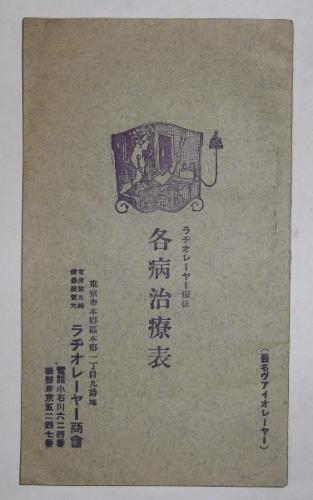 (舊名ヴァイオレーヤー)
ラヂオレーヤー療法
各病治療表
東京市本郷區本郷一丁目九番地
ラヂオレーヤー商會
電話小石川六二四番
振替東京五二四七番